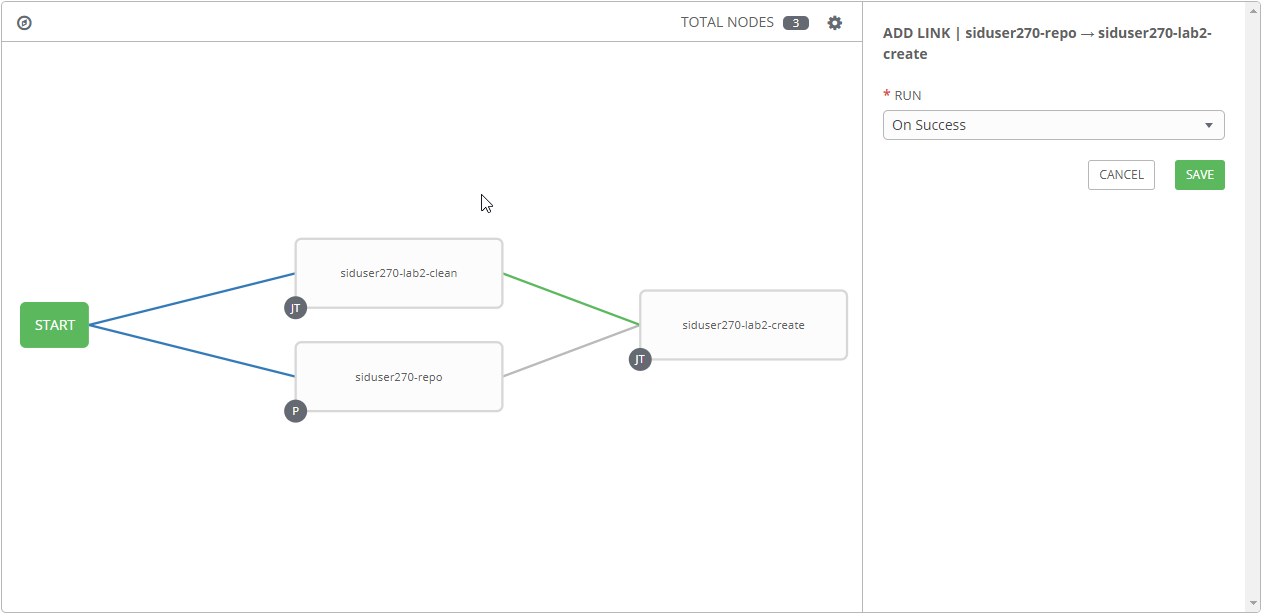 TOTAL NODES 3
ADD LINK | siduser270-repo → siduser270-lab2-
create
* RUN
On Success
CANCEL SAVE
siduser270-lab2-clean
JT
START
siduser270-lab2-create
JT
siduser270-repo
P